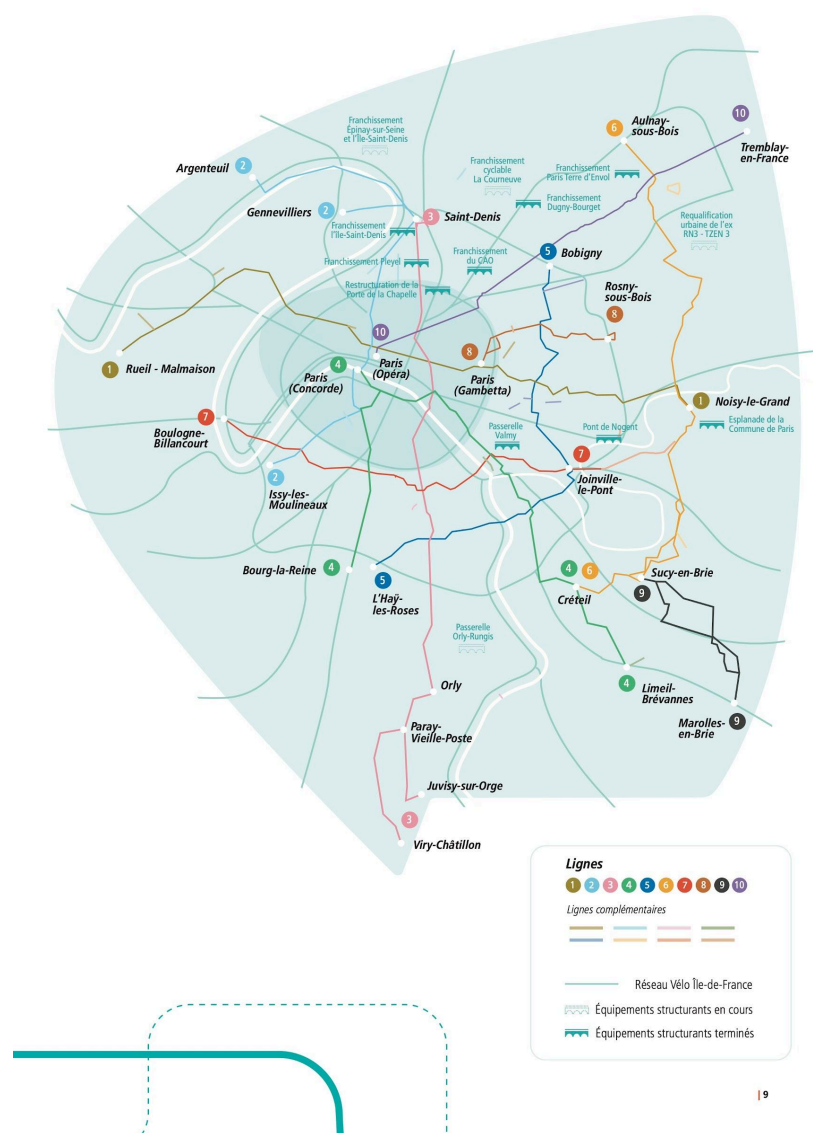 Franchissement
Épinay-sur-Seine
et l'Île-Saint-Denis
6
Aulnay-
sous-Bois
10
Tremblay-
en-France
Argenteuil
2
Franchissement
cyclable
La Courneuve
Franchissement
Paris Terre d'Envol
Gennevilliers
2
3
Saint-Denis
Franchissement
Dugny-Bourget
Requalification
urbaine de l'ex
RN3 - TZEN 3
Franchissement
l'Île-Saint-Denis
Franchissement Pleyel
Franchissement
du CAO
5
Bobigny
Restructuration de la
Porte de la Chapelle
Rosny-
sous-Bois
8
10
Paris
(Opéra)
8
Paris
(Gambetta)
1
Rueil - Malmaison
4
Paris
(Concorde)
1
Noisy-le-Grand
7
Boulogne-
Billancourt
Passerelle
Valmy
Pont de Nogent
Esplanade de la
Commune de Paris
2
Issy-les-
Moulineaux
7
Joinville-
le-Pont
Bourg-la-Reine
4
5
L'Haÿ-
les-Roses
4
6
Créteil
Sucy-en-Brie
9
Passerelle
Orly-Rungis
4
Limeil-
Brévannes
Orly
Marolles-
en-Brie
9
Paray-
Vieille-Poste
Juvisy-sur-Orge
3
Viry-Châtillon
Lignes
1 2 3 4 5 6 7 8 9 10
Lignes complémentaires
Réseau Vélo Île-de-France
Équipements structurants en cours
Équipements structurants terminés
| 9